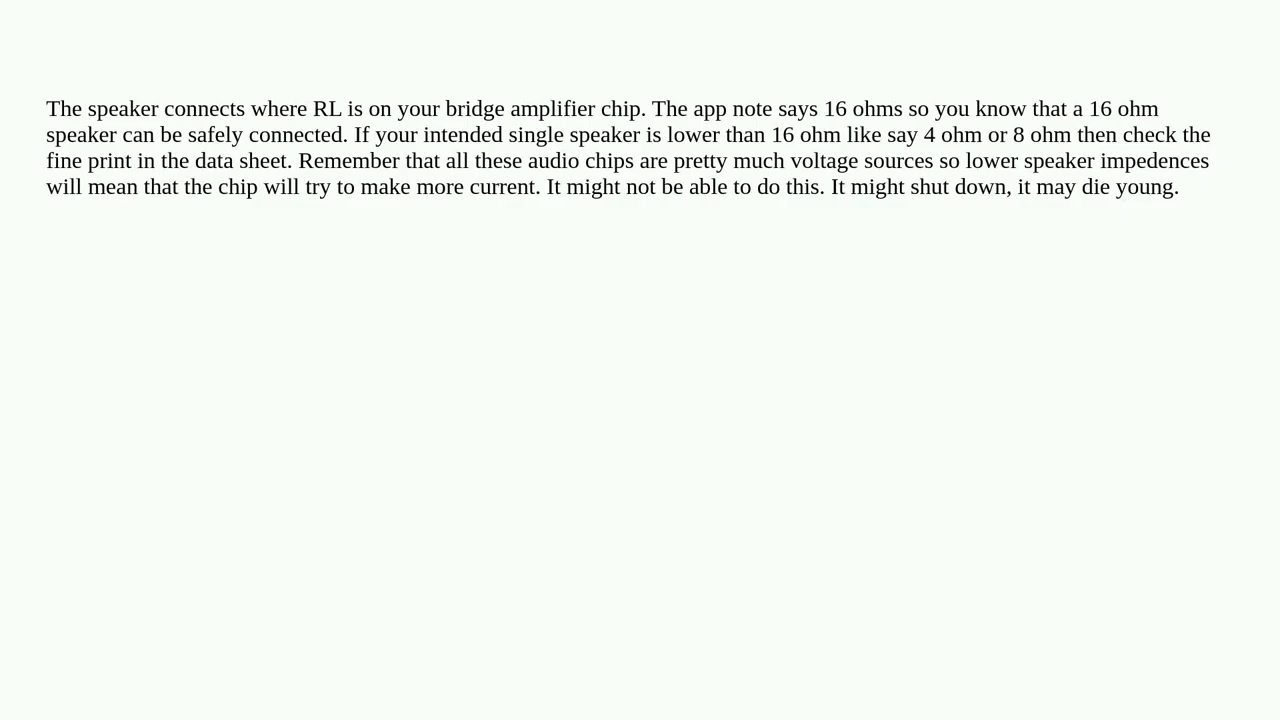 The speaker connects where RL is on your bridge amplifier chip. The app note says 16 ohms so you know that a 16 ohm
speaker can be safely connected. If your intended single speaker is lower than 16 ohm like say 4 ohm or 8 ohm then check the
fine print in the data sheet. Remember that all these audio chips are pretty much voltage sources so lower speaker impedences
will mean that the chip will try to make more current. It might not be able to do this. It might shut down, it may die young.